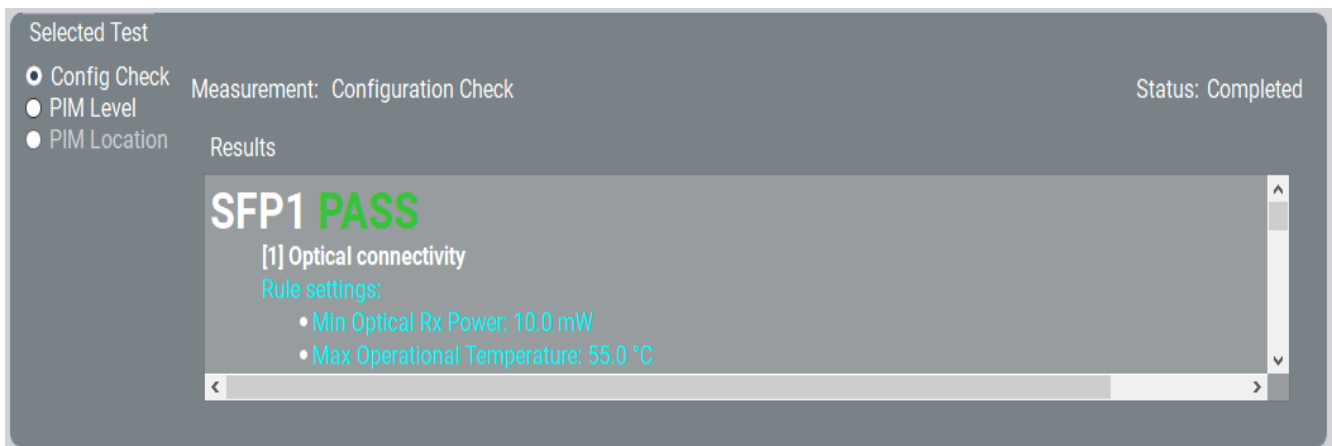 Selected Test
Config Check
PIM Level
PIM Location
Measurement: Configuration Check
Status: Completed
Results
SFP1 PASS
[1] Optical connectivity
Rule settings:
• Min Optical Rx Power: 10.0 mW
• Max Operational Temperature: 55.0 °C